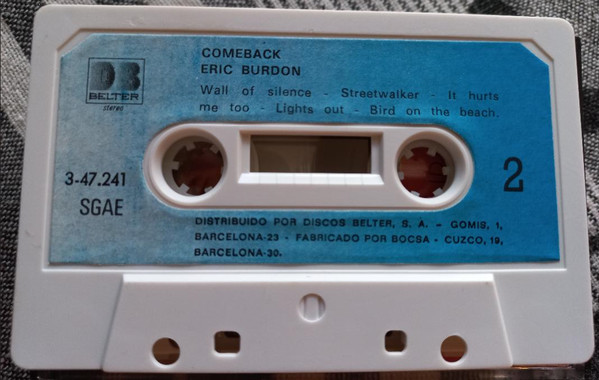 DB
BELTER
stereo
COMEBACK
ERIC BURDON
Wall of silence - Streetwalker - It hurts
me too - Lights out - Bird on the beach.
3-47.241
SGAE
2
DISTRIBUIDO POR DISCOS BELTER, S. A. - GOMIS, 1,
BARCELONA-23 - FABRICADO POR BOCSA - CUZCO, 19,
BARCELONA-30.